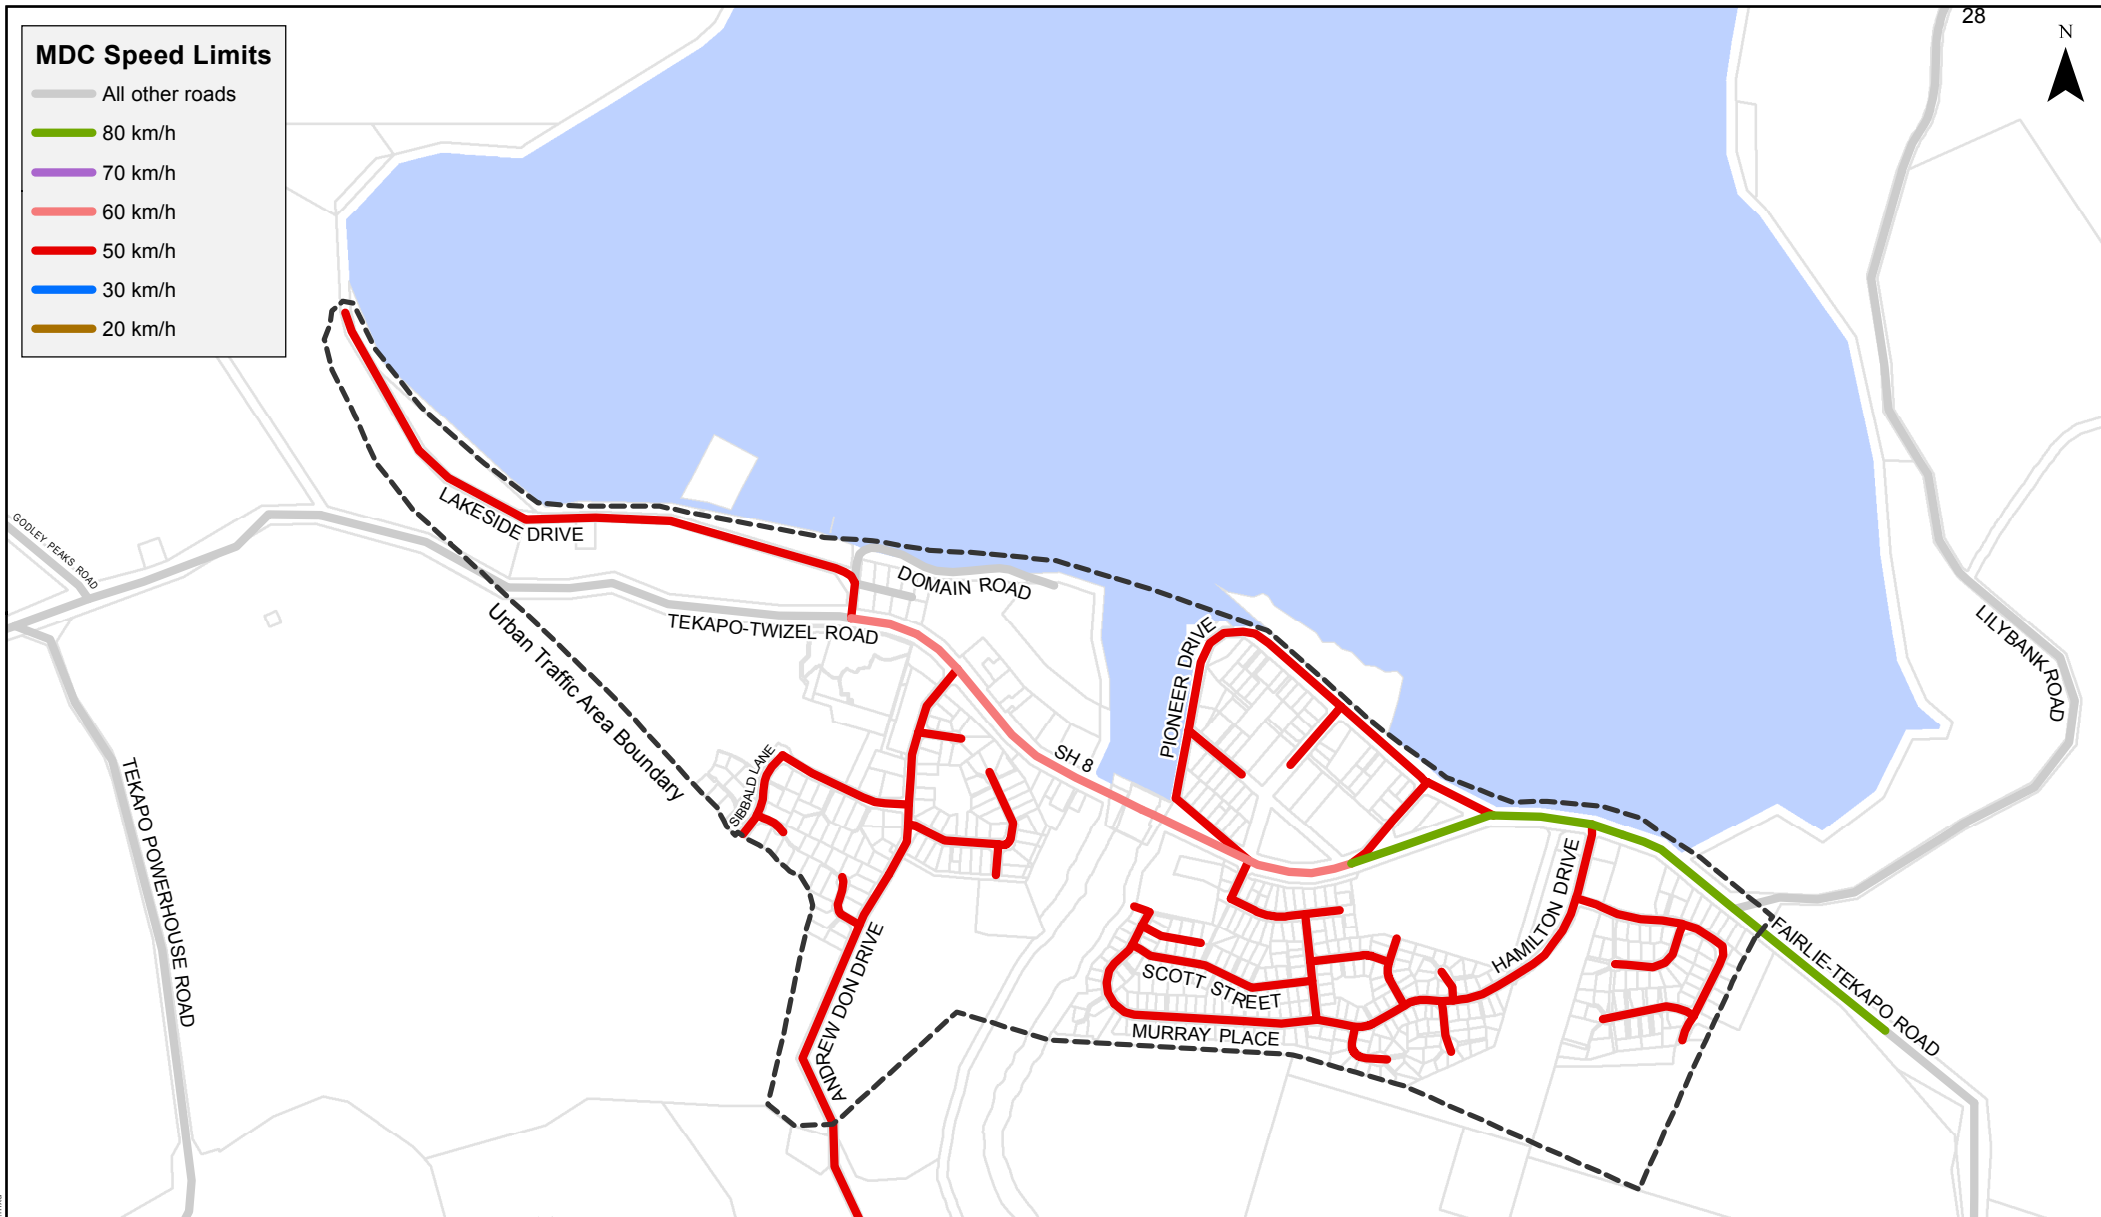 28
N
MDC Speed Limits
All other roads
80 km/h
70 km/h
60 km/h
50 km/h
30 km/h
20 km/h
LAKESIDE DRIVE
GODLEY PEAKS ROAD
DOMAIN ROAD
TEKAPO-TWIZEL ROAD
Urban Traffic Area Boundary
PIONEER DRIVE
LILYBANK ROAD
SH 8
SIBBALD LANE
TEKAPO POWERHOUSE ROAD
HAMILTON DRIVE
FAIRLIE-TEKAPO ROAD
SCOTT STREET
ANDREW DON DRIVE
MURRAY PLACE